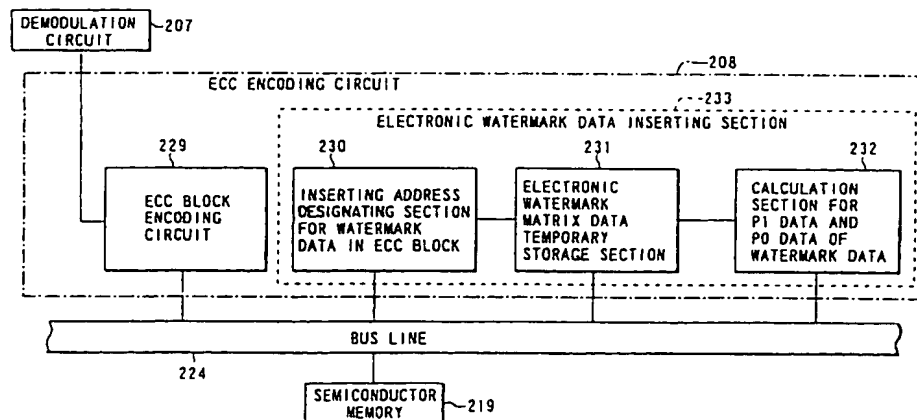 DEMODULATION
CIRCUIT
207
208
ECC ENCODING CIRCUIT
233
ELECTRONIC WATERMARK DATA INSERTING SECTION
229
ECC BLOCK
ENCODING
CIRCUIT
230
INSERTING ADDRESS
DESIGNATING SECTION
FOR WATERMARK
DATA IN ECC BLOCK
231
ELECTRONIC
WATERMARK
MATRIX DATA
TEMPORARY
STORAGE SECTION
232
CALCULATION
SECTION FOR
PI DATA AND
PO DATA OF
WATERMARK DATA
BUS LINE
224
SEMICONDUCTOR
MEMORY
219